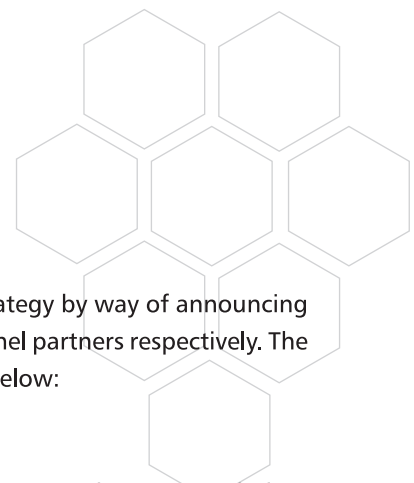 ategy by way of announcing
nel partners respectively. The
elow: